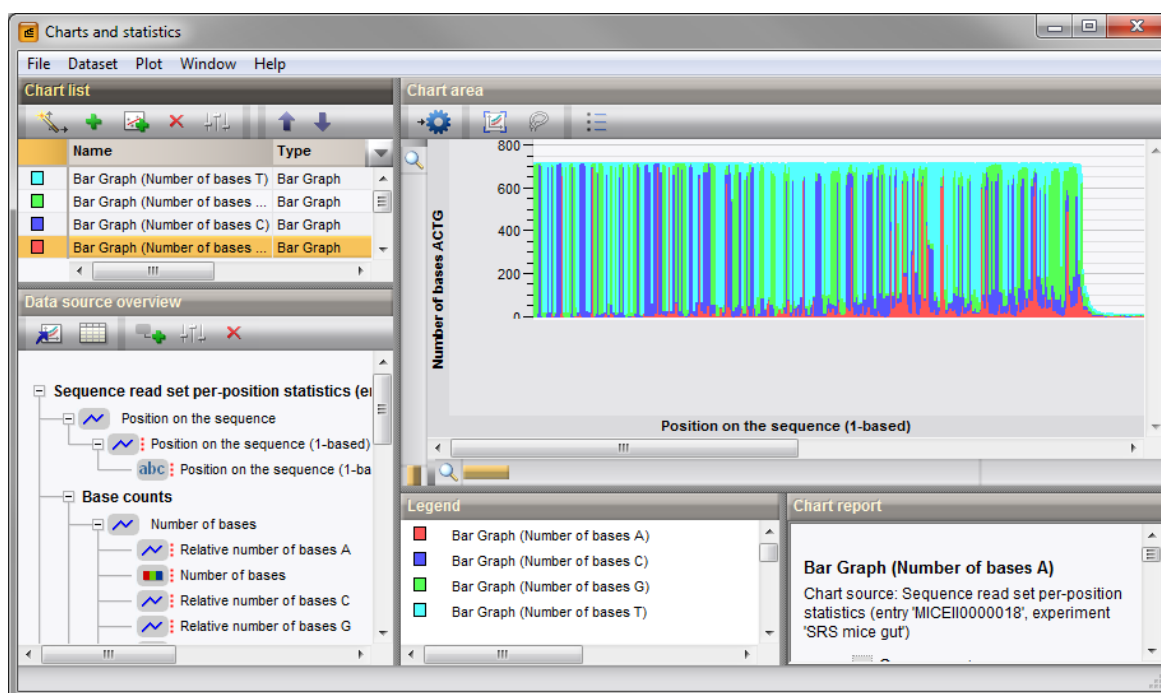 Charts and statistics
File Dataset Plot Window Help
Chart list
Name Type
Bar Graph (Number of bases T) Bar Graph
Bar Graph (Number of bases ... Bar Graph
Bar Graph (Number of bases C) Bar Graph
Bar Graph (Number of bases ... Bar Graph
Data source overview
Sequence read set per-position statistics (e
Position on the sequence
Position on the sequence (1-based)
abc Position on the sequence (1-ba
Base counts
Number of bases
Relative number of bases A
Number of bases
Relative number of bases C
Relative number of bases G
Chart area
800
600
400
200
0
Number of bases ACTG
Position on the sequence (1-based)
Legend
Bar Graph (Number of bases A)
Bar Graph (Number of bases C)
Bar Graph (Number of bases G)
Bar Graph (Number of bases T)
Chart report
Bar Graph (Number of bases A)
Chart source: Sequence read set per-position
statistics (entry 'MICEII0000018', experiment
'SRS mice gut')